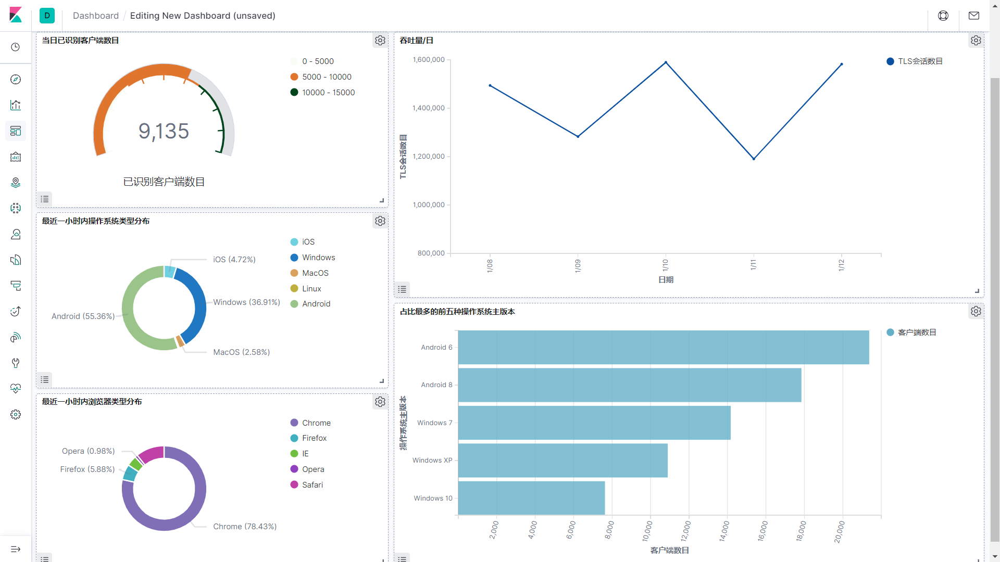 D
Dashboard / Editing New Dashboard (unsaved)
当日已识别客户端数目
0 - 5000
5000 - 10000
10000 - 15000
9,135
已识别客户端数目
最近一小时内操作系统类型分布
iOS
Windows
MacOS
Linux
Android
iOS (4.72%)
Windows (36.91%)
Android (55.36%)
MacOS (2.58%)
最近一小时内浏览器类型分布
Chrome
Firefox
IE
Opera
Safari
Opera (0.98%)
Firefox (5.88%)
Chrome (78.43%)
吞吐量/日
TLS会话数目
1,600,000
1,400,000
1,200,000
1,000,000
800,000
TLS会话数目
1/08
1/09
1/10
1/11
1/12
日期
占比最多的前五种操作系统主版本
客户端数目
Android 6
Android 8
Windows 7
Windows XP
Windows 10
操作系统主版本
2,000
4,000
6,000
8,000
10,000
12,000
14,000
16,000
18,000
20,000
客户端数目